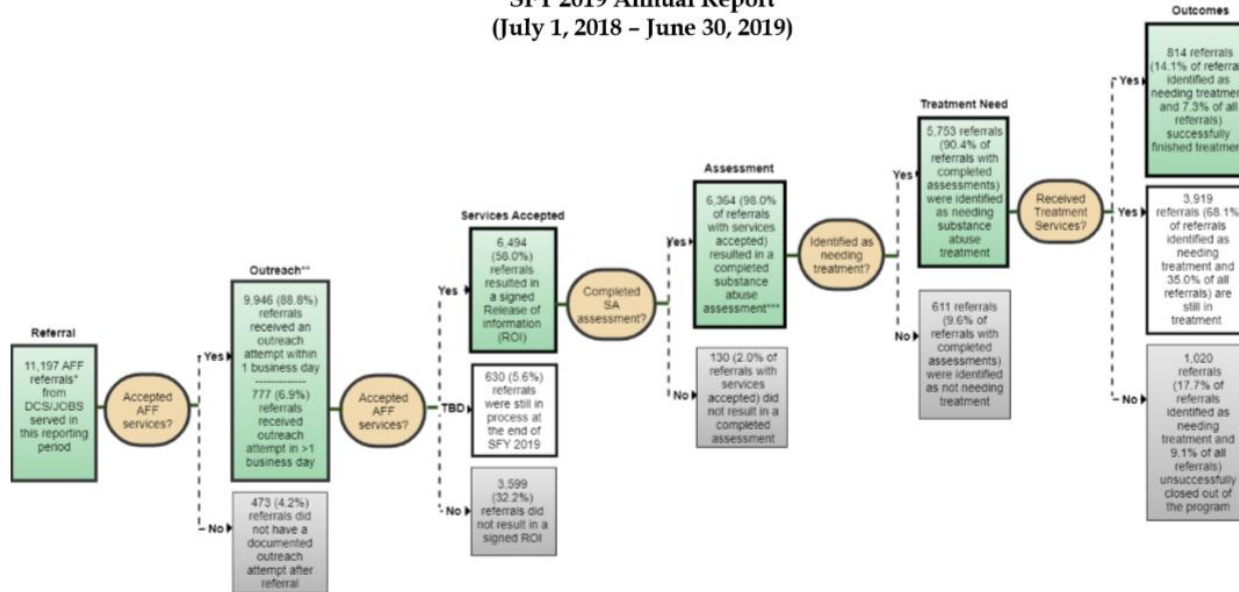 SFY 2019 Annual Report
(July 1, 2018 – June 30, 2019)
Referral
11,197 AFF
referrals*
from
DCS/JOBS
served in
this reporting
period
Accepted
AFF
services?
Yes
No
Outreach**
9,946 (88.8%)
referrals
received an
outreach
attempt within
1 business day
-------------
777 (6.9%)
referrals
received
outreach
attempt in >1
business day
473 (4.2%)
referrals did
not have a
documented
outreach
attempt after
referral
Accepted
AFF
services?
Yes
TBD
No
Services Accepted
6,494
(58.0%)
referrals
resulted in
a signed
Release of
information
(ROI)
630 (5.6%)
referrals
were still in
process at
the end of
SFY 2019
3,599
(32.2%)
referrals did
not result in a
signed ROI
Completed
SA
assessment?
Yes
No
Assessment
6,364 (98.0%
of referrals
with services
accepted)
resulted in a
completed
substance
abuse
assessment***
130 (2.0% of
referrals with
services
accepted) did
not result in a
completed
assessment
Identified as
needing
treatment?
Yes
No
Treatment Need
5,753 referrals
(90.4% of
referrals with
completed
assessments)
were identified
as needing
substance
abuse
treatment
611 referrals
(9.6% of
referrals with
completed
assessments)
were identified
as not needing
treatment
Received
Treatment
Services?
Yes
Yes
No
Outcomes
814 referrals
(14.1% of
identified as
needing
and 7.3% of all
referrals)
successfully
finished
3,919
referrals (68.1%
of referrals
identified as
needing
treatment and
35.0% of all
referrals) are
still in
treatment
1,020
referrals
(17.7% of
referrals
identified as
needing
treatment and
9.1% of all
referrals)
unsuccessfully
closed out of
the program